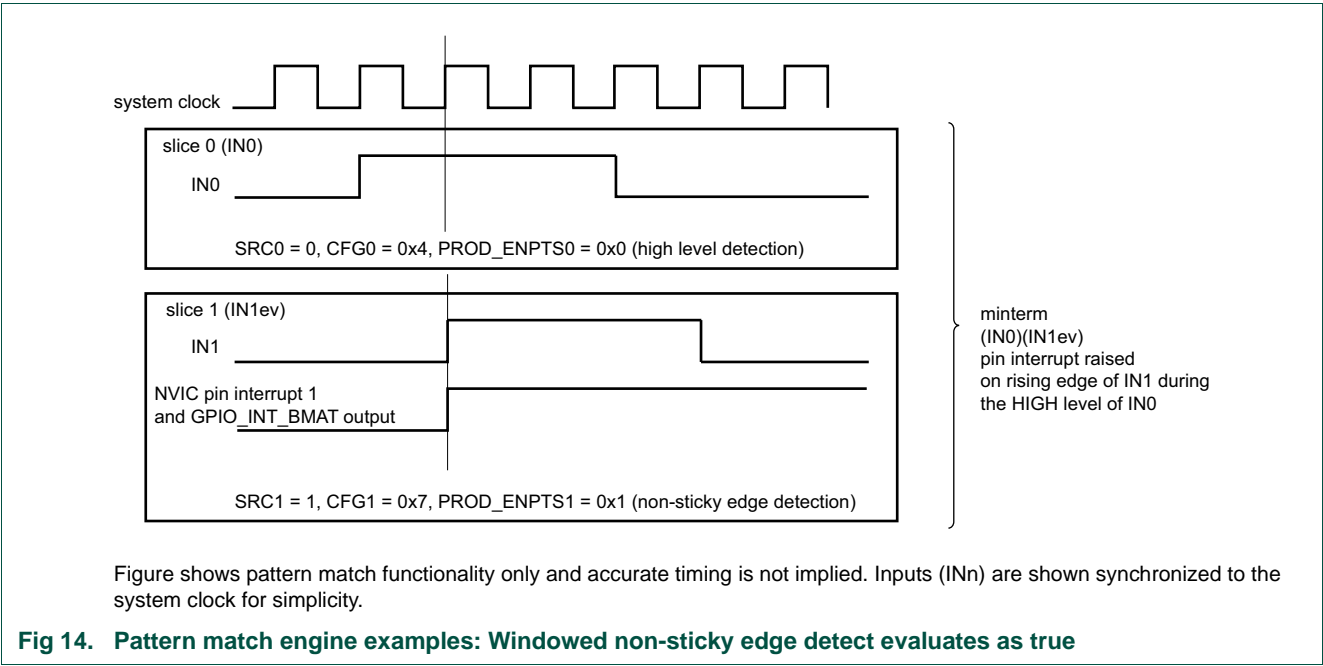 system clock
slice 0 (IN0)
IN0
SRC0 = 0, CFG0 = 0x4, PROD_ENPTS0 = 0x0 (high level detection)
slice 1 (IN1ev)
IN1
NVIC pin interrupt 1
and GPIO_INT_BMAT output
SRC1 = 1, CFG1 = 0x7, PROD_ENPTS1 = 0x1 (non-sticky edge detection)
minterm
(IN0)(IN1ev)
pin interrupt raised
on rising edge of IN1 during
the HIGH level of IN0
Figure shows pattern match functionality only and accurate timing is not implied. Inputs (INn) are shown synchronized to the
system clock for simplicity.
Fig 14. Pattern match engine examples: Windowed non-sticky edge detect evaluates as true